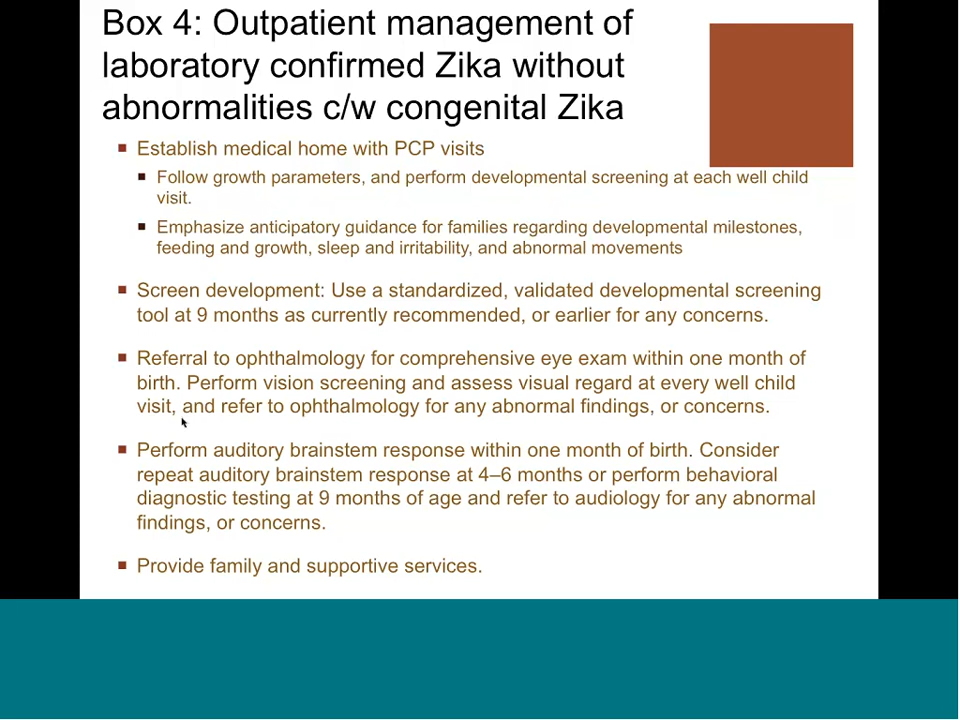 Box 4: Outpatient management of
laboratory confirmed Zika without
abnormalities c/w congenital Zika
Establish medical home with PCP visits
Follow growth parameters, and perform developmental screening at each well child
visit.
Emphasize anticipatory guidance for families regarding developmental milestones,
feeding and growth, sleep and irritability, and abnormal movements
Screen development: Use a standardized, validated developmental screening
tool at 9 months as currently recommended, or earlier for any concerns.
Referral to ophthalmology for comprehensive eye exam within one month of
birth. Perform vision screening and assess visual regard at every well child
visit, and refer to ophthalmology for any abnormal findings, or concerns.
Perform auditory brainstem response within one month of birth. Consider
repeat auditory brainstem response at 4–6 months or perform behavioral
diagnostic testing at 9 months of age and refer to audiology for any abnormal
findings, or concerns.
Provide family and supportive services.